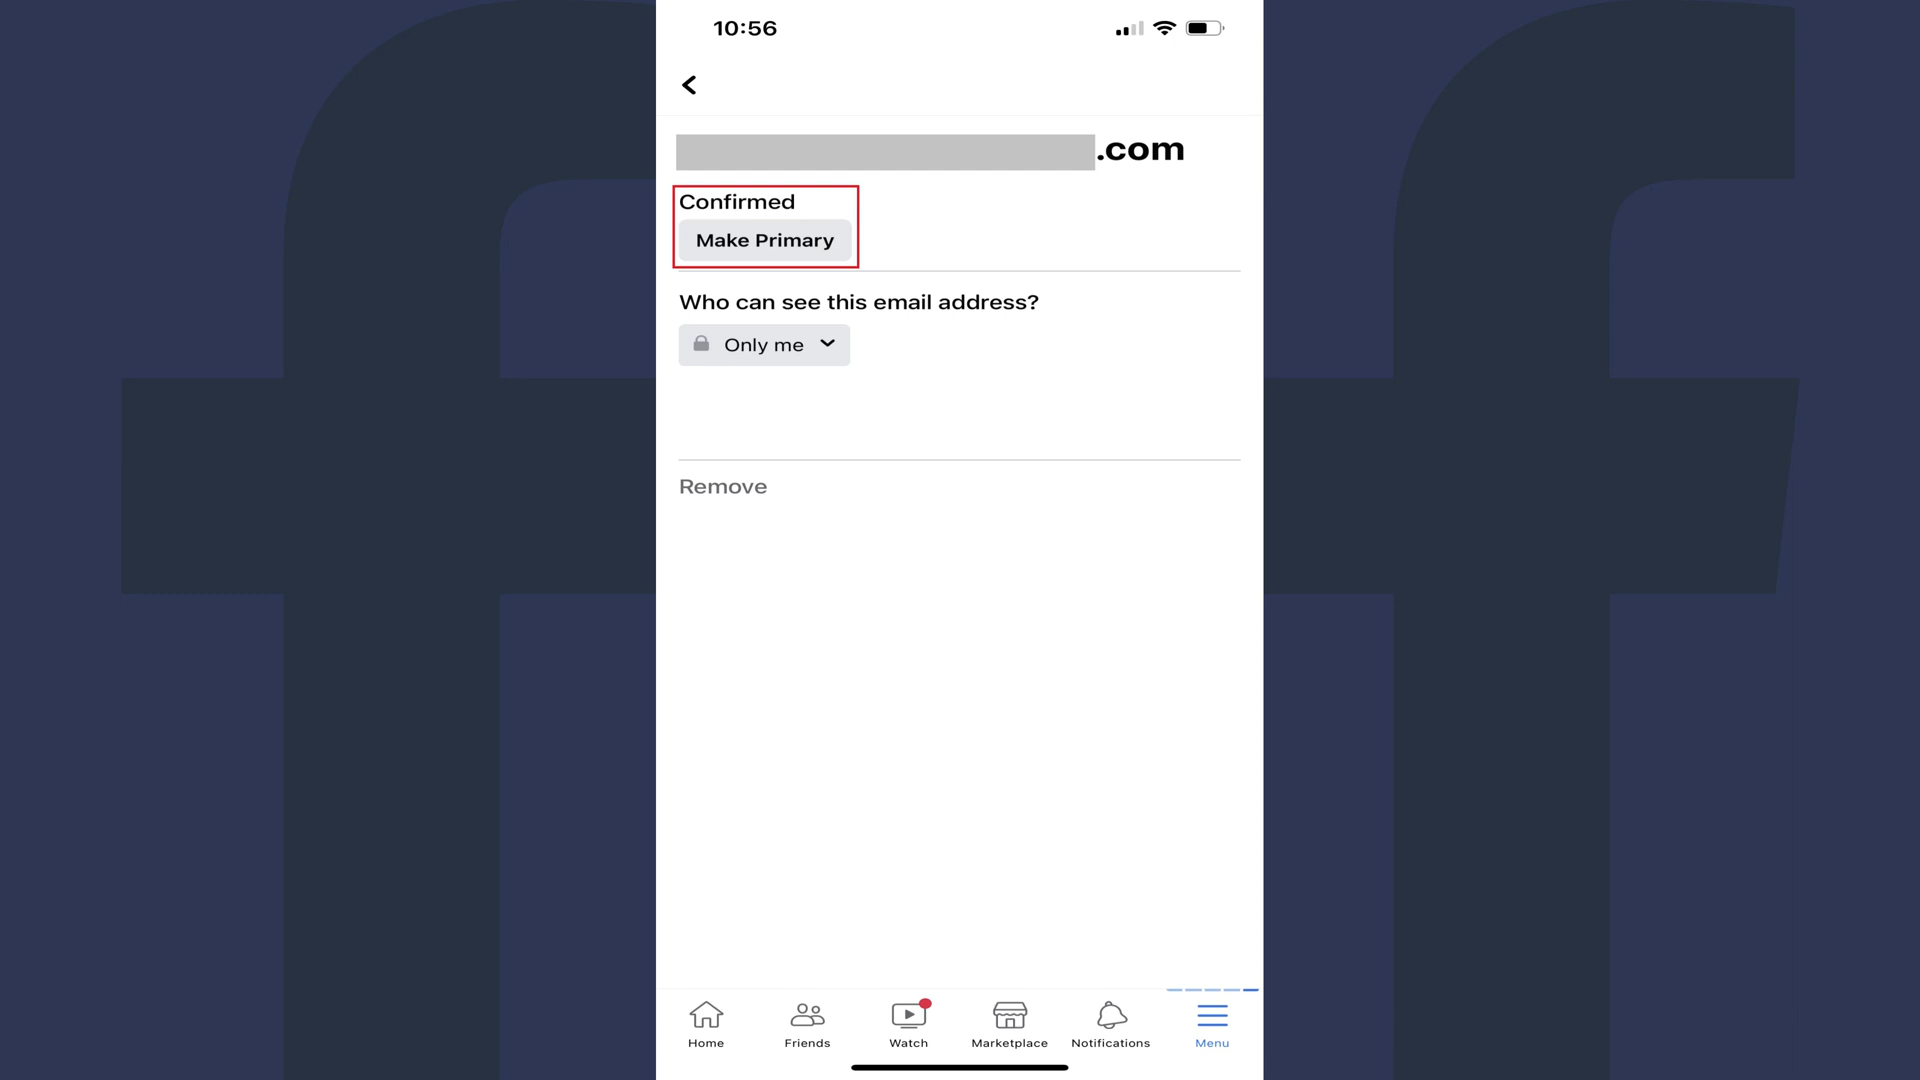 10:56
.com
Confirmed
Make Primary
Who can see this email address?
Only me
Remove
Home Friends Watch Marketplace Notifications Menu